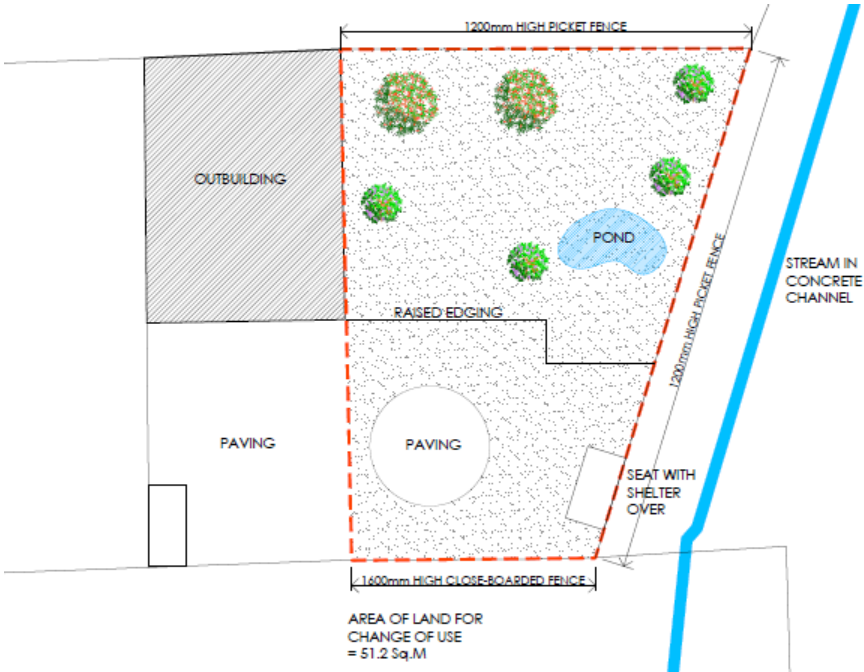 1200mm HIGH PICKET FENCE
OUTBUILDING
POND
1200mm HIGH PICKET FENCE
STREAM IN
CONCRETE
CHANNEL
RAISED EDGING
PAVING
PAVING
SEAT WITH
SHELTER
OVER
1600mm HIGH CLOSE-BOARDED FENCE
AREA OF LAND FOR
CHANGE OF USE
= 51.2 Sq.M